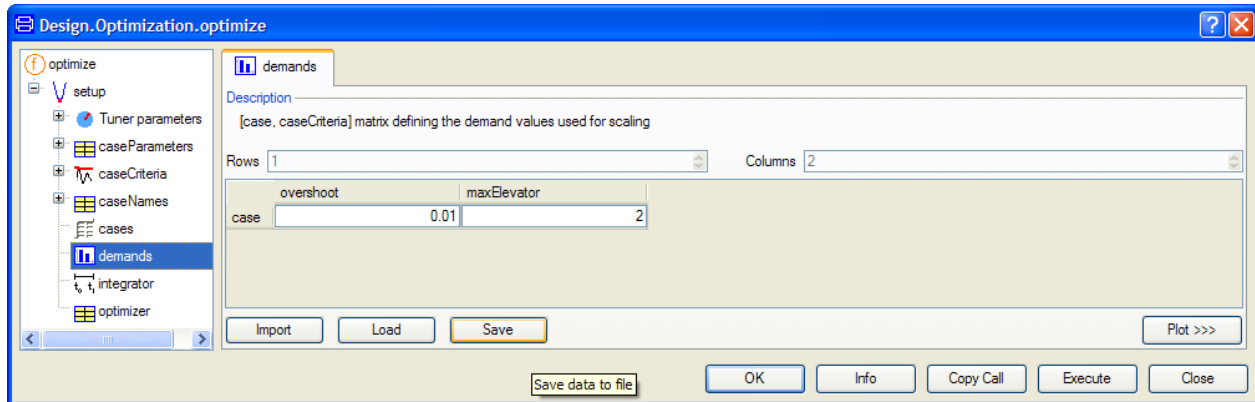 Design.Optimization.optimize
optimize
setup
Tuner parameters
caseParameters
caseCriteria
caseNames
cases
demands
integrator
optimizer
demands
Description
[case, caseCriteria] matrix defining the demand values used for scaling
Rows 1 Columns 2
overshoot maxElevator
case 0.01 2
Import Load Save Plot >>>
Save data to file
OK Info Copy Call Execute Close